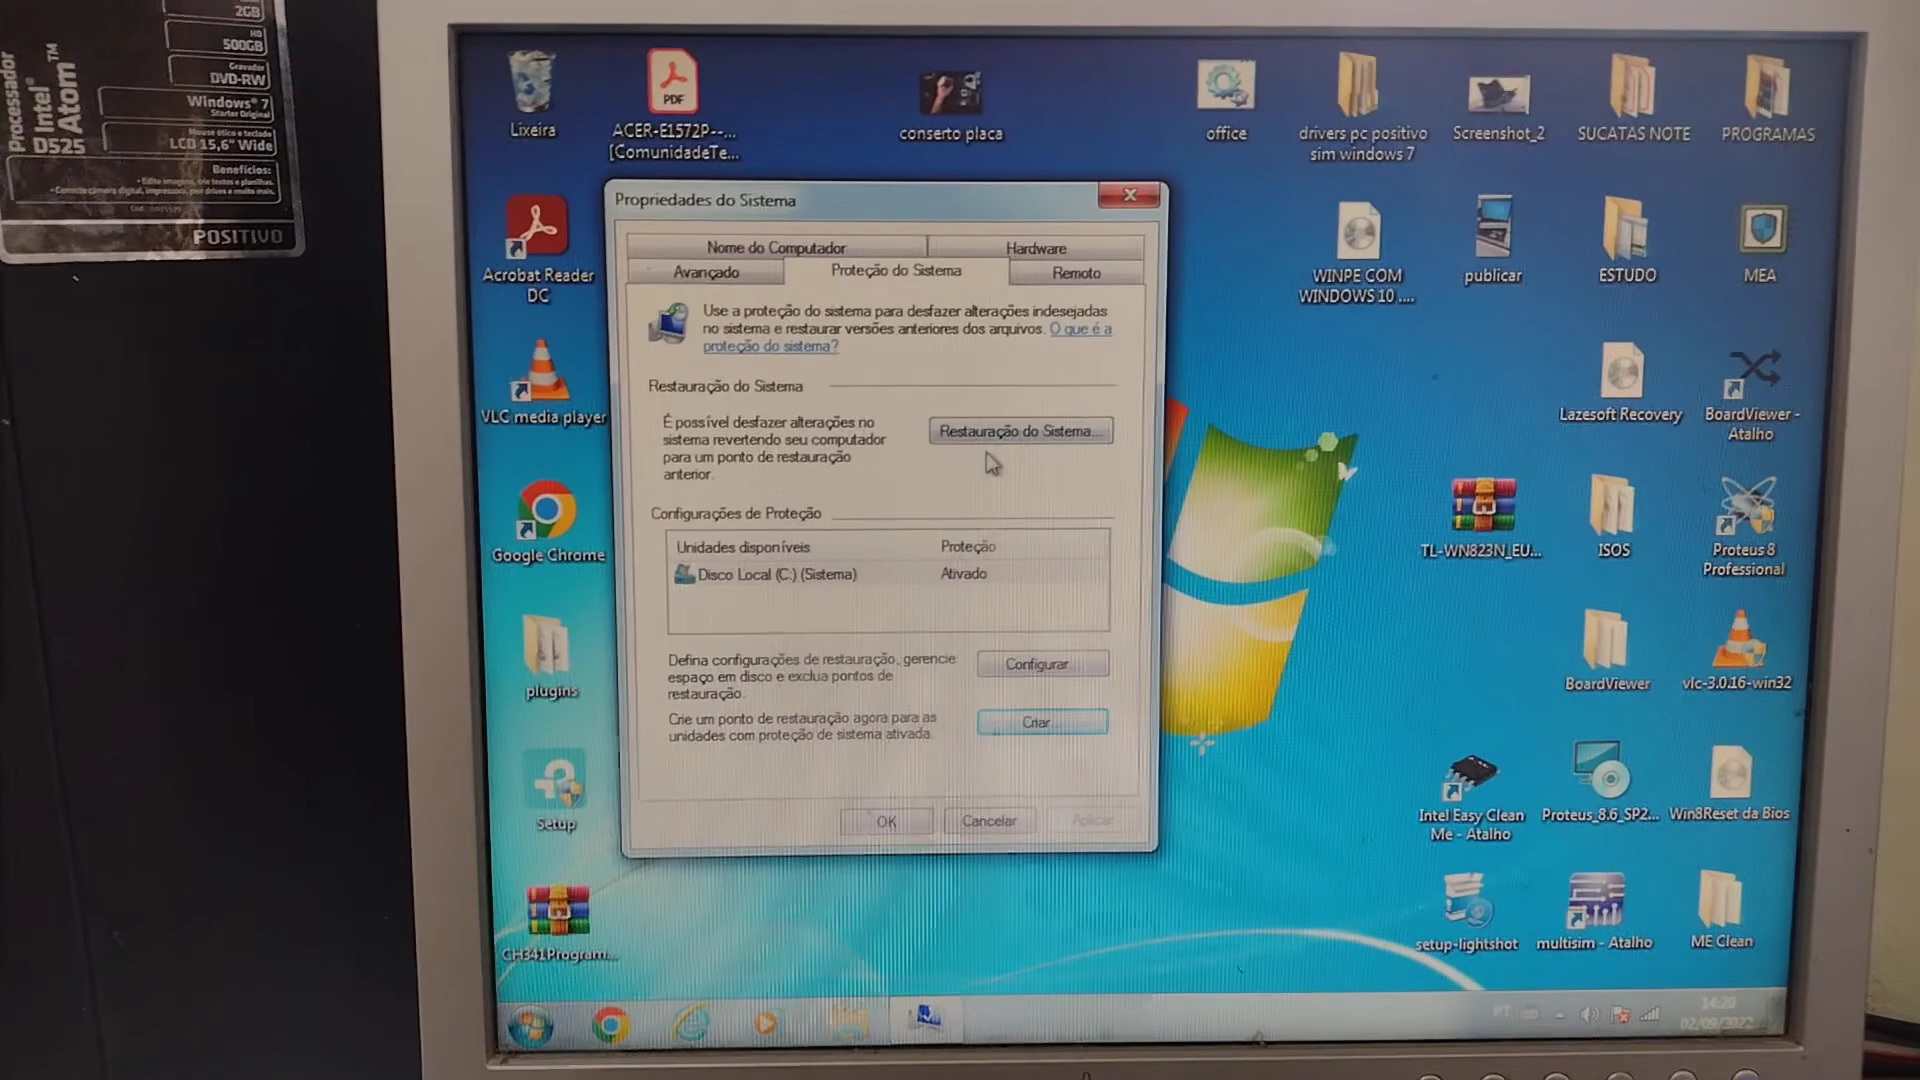 2GB
HD
500GB
Gravador
DVD-RW
Windows® 7
Starter Original
Mouse ótico e teclado
LCD 15,6" Wide
Benefícios:
Processador
Intel®
Atom™
D525
POSITIVO
Lixeira
ACER-E1572P--...
[ComunidadeTe...
conserto placa
office
drivers pc positivo
sim windows 7
Screenshot_2
SUCATAS NOTE
PROGRAMAS
Acrobat Reader
DC
WINPE COM
WINDOWS 10 ....
publicar
ESTUDO
MEA
VLC media player
Lazesoft Recovery
BoardViewer -
Atalho
Google Chrome
TL-WN823N_EU...
ISOS
Proteus 8
Professional
plugins
BoardViewer
vlc-3.0.16-win32
Setup
Intel Easy Clean
Me - Atalho
Proteus_8.6_SP2...
Win8Reset da Bios
CH341Program...
setup-lightshot
multisim - Atalho
ME Clean
PDF
Propriedades do Sistema
Nome do Computador
Hardware
Avançado
Proteção do Sistema
Remoto
Use a proteção do sistema para desfazer alterações indesejadas
no sistema e restaurar versões anteriores dos arquivos. O que é a
proteção do sistema?
Restauração do Sistema
É possível desfazer alterações no
sistema revertendo seu computador
para um ponto de restauração
anterior.
Restauração do Sistema...
Configurações de Proteção
Unidades disponíveis
Proteção
Disco Local (C:) (Sistema)
Ativado
Defina configurações de restauração, gerencie
espaço em disco e exclua pontos de
restauração.
Configurar...
Crie um ponto de restauração agora para as
unidades com proteção de sistema ativada.
Criar...
OK
Cancelar
Aplicar
PT
14:20
02/09/2022